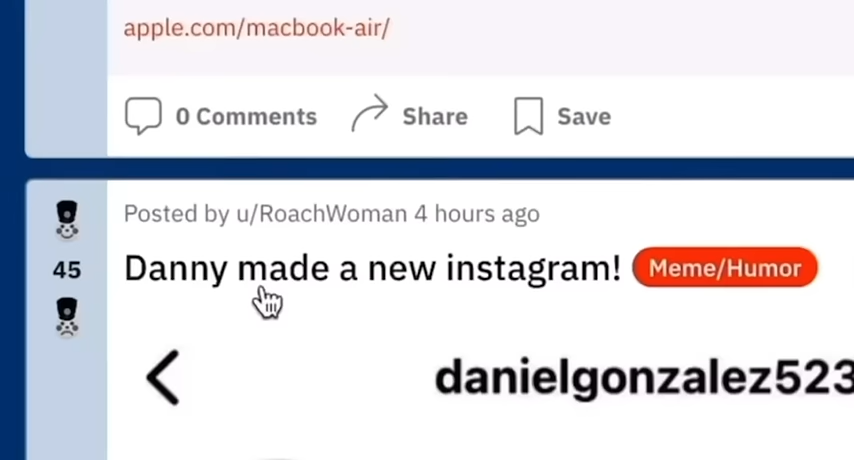 apple.com/macbook-air/
0 Comments Share Save
Posted by u/RoachWoman 4 hours ago
45
Danny made a new instagram! Meme/Humor
danielgonzalez523